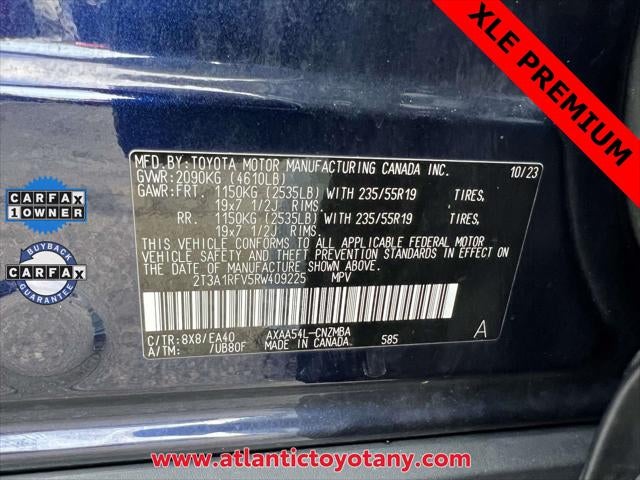 XLE PREMIUM
MFD.BY:TOYOTA MOTOR MANUFACTURING CANADA INC. 10/23
GVWR:2090KG (4610LB)
GAWR:FRT. 1150KG (2535LB) WITH 235/55R19 TIRES,
19x7 1/2J RIMS.
RR. 1150KG (2535LB) WITH 235/55R19 TIRES,
19x7 1/2J RIMS.
THIS VEHICLE CONFORMS TO ALL APPLICABLE FEDERAL MOTOR
VEHICLE SAFETY AND THEFT PREVENTION STANDARDS IN EFFECT ON
THE DATE OF MANUFACTURE SHOWN ABOVE.
2T3A1RFV5RW409225 MPV
C/TR:8X8/EA40 AXAA54L-CNZMBA
A/TM: /UB80F MADE IN CANADA. 585 A
CARFAX
1 OWNER
BUYBACK
CARFAX
GUARANTEE
www.atlantictoyotany.com